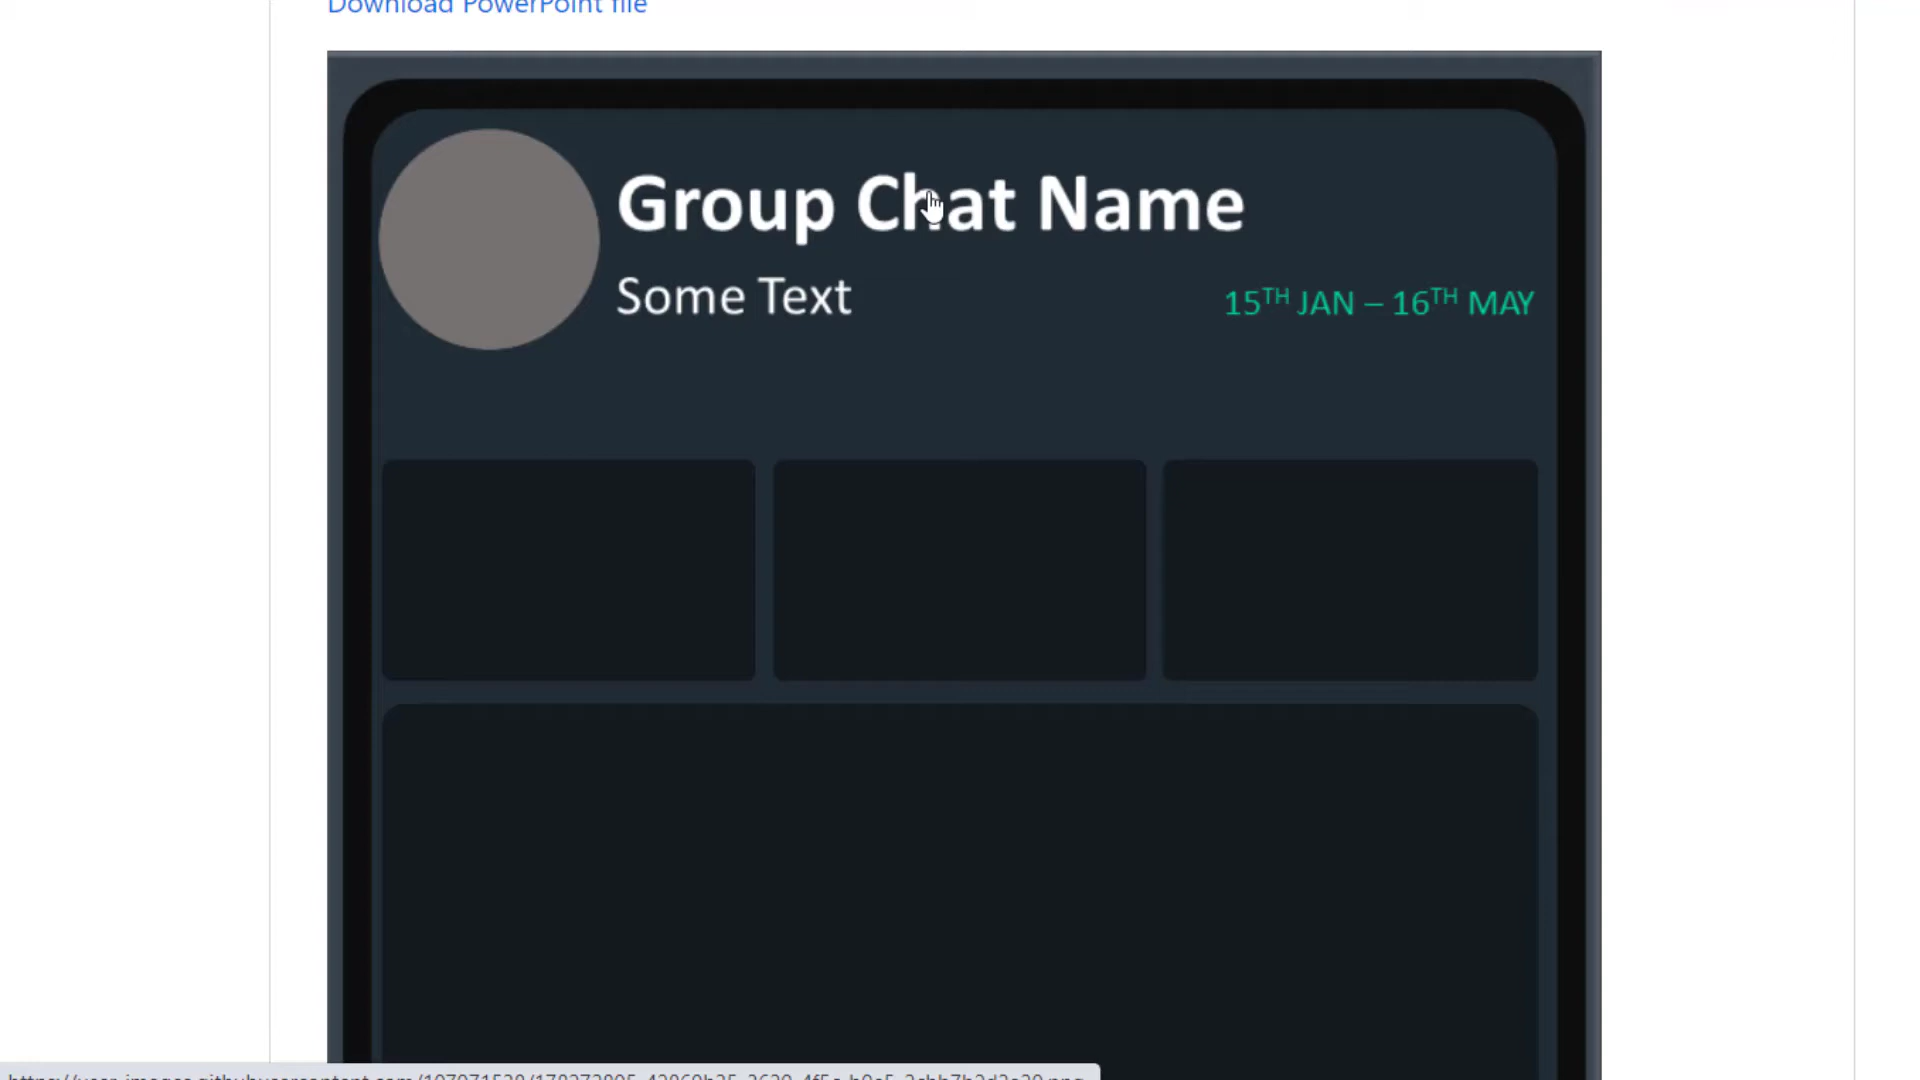 Download PowerPoint file
Group Chat Name
Some Text
15TH JAN – 16TH MAY